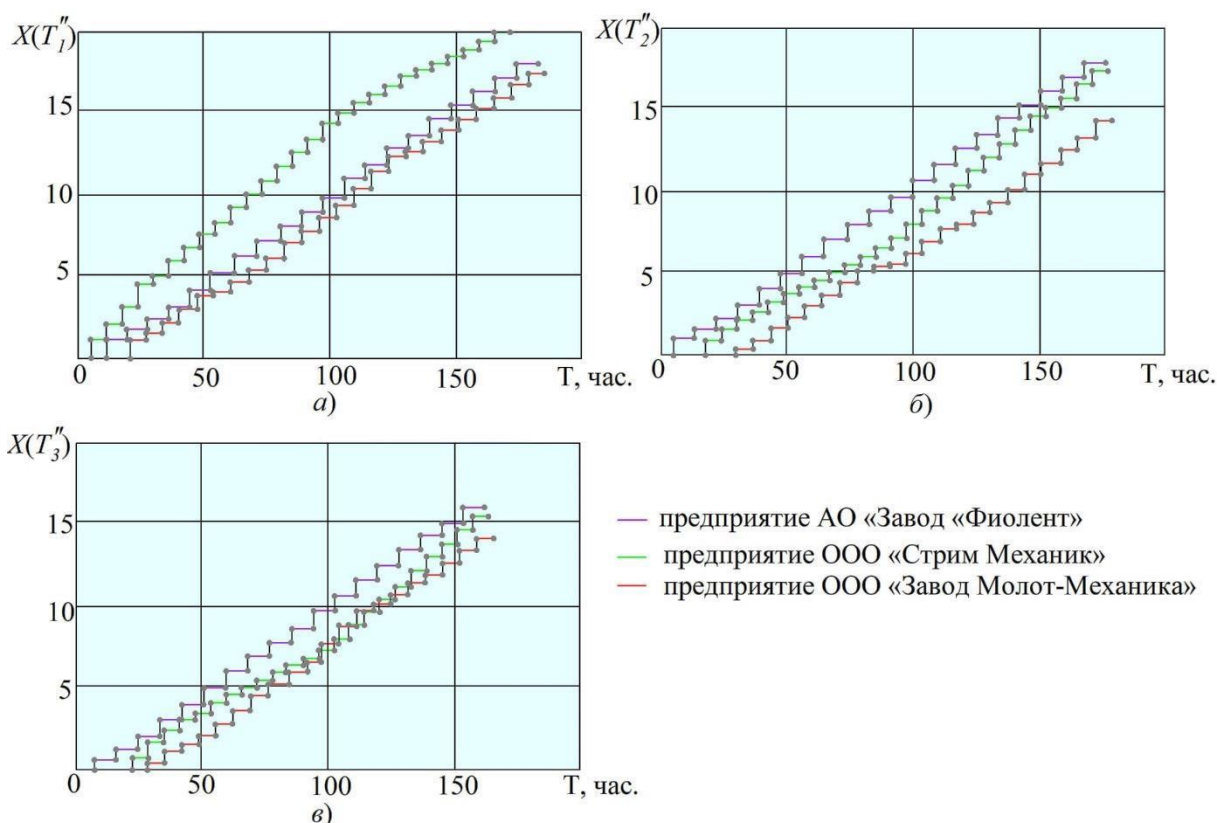 X(T₁″)
15
10
5
0 50 100 150 Т, час.
а)
X(T₂″)
15
10
5
0 50 100 150 Т, час.
б)
X(T₃″)
15
10
5
0 50 100 150 Т, час.
в)
предприятие АО «Завод «Фиолент»
предприятие ООО «Стрим Механик»
предприятие ООО «Завод Молот-Механика»